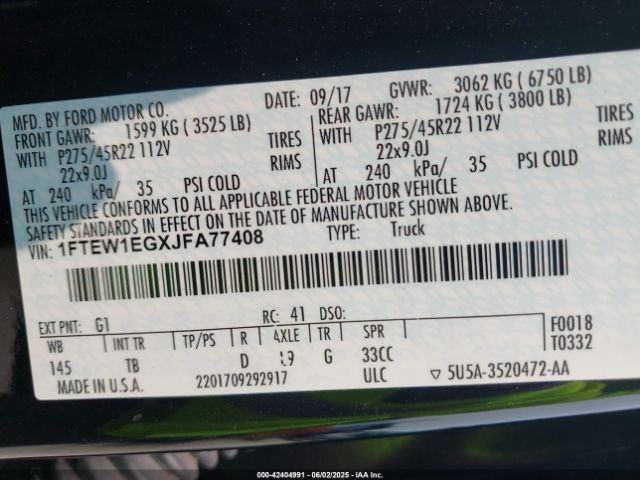 MFD. BY FORD MOTOR CO. DATE: 09/17 GVWR: 3062 KG ( 6750 LB)
FRONT GAWR: 1599 KG ( 3525 LB) REAR GAWR: 1724 KG ( 3800 LB)
WITH P275/45R22 112V TIRES P275/45R22 112V TIRES
22x9.0J RIMS WITH 22x9.0J RIMS
AT 240 kPa/ 35 PSI COLD AT 240 kPa/ 35 PSI COLD
THIS VEHICLE CONFORMS TO ALL APPLICABLE FEDERAL MOTOR VEHICLE
SAFETY STANDARDS IN EFFECT ON THE DATE OF MANUFACTURE SHOWN ABOVE.
VIN: 1FTEW1EGXJFA77408 TYPE: Truck
EXT PNT: G1 RC: 41 DSO:
WB INT TR TP/PS R AXLE TR SPR F0018
145 TB D L9 G 33CC T0332
MADE IN U.S.A. 2201709292917 ULC ▽ 5U5A-3520472-AA
00-42404991 - 06/02/2025 - IAA Inc.